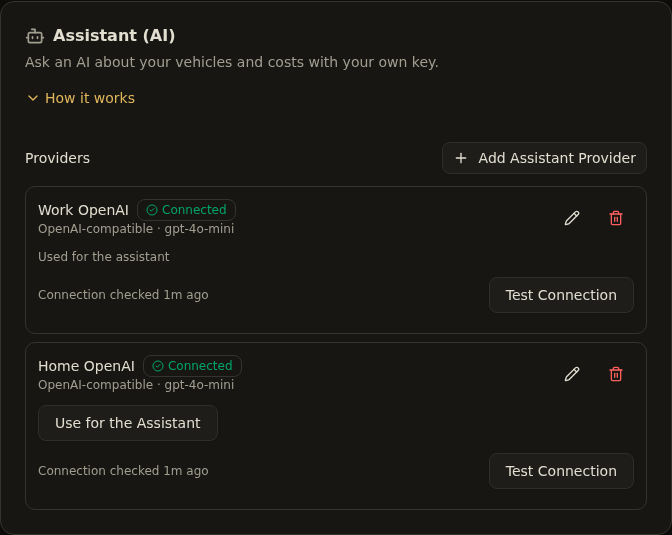 Assistant (AI)
Ask an AI about your vehicles and costs with your own key.
How it works
Providers
Add Assistant Provider
Work OpenAI
Connected
OpenAI-compatible · gpt-4o-mini
Used for the assistant
Connection checked 1m ago
Test Connection
Home OpenAI
Connected
OpenAI-compatible · gpt-4o-mini
Use for the Assistant
Connection checked 1m ago
Test Connection